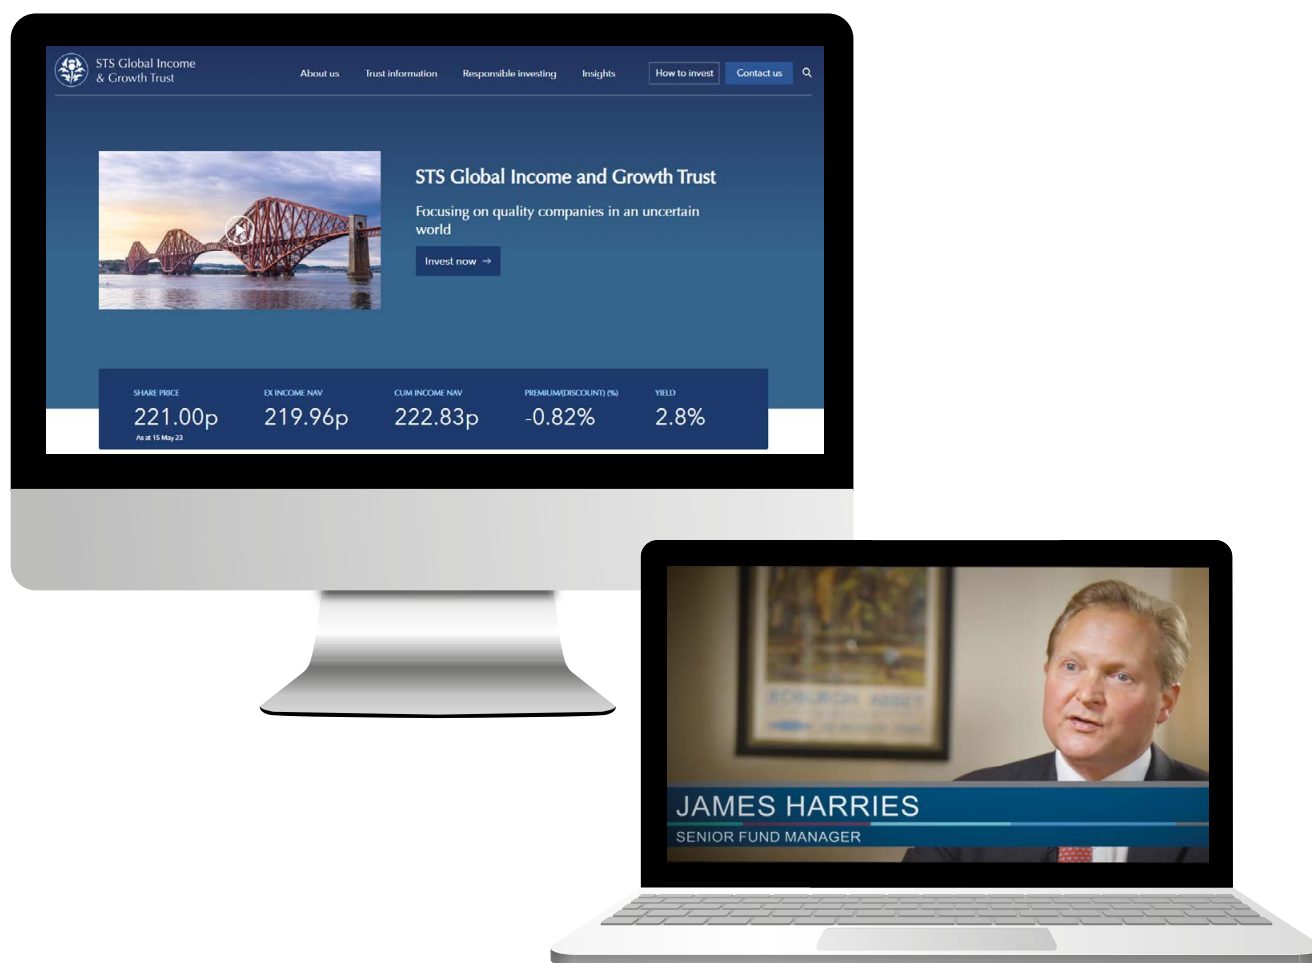 STS Global Income
& Growth Trust
About us Trust information Responsible investing Insights How to invest Contact us
STS Global Income and Growth Trust
Focusing on quality companies in an uncertain
world
Invest now →
SHARE PRICE EX INCOME NAV CUM INCOME NAV PREMIUM/(DISCOUNT) (%) YIELD
221.00p 219.96p 222.83p -0.82% 2.8%
As at 15 May 23
JAMES HARRIES
SENIOR FUND MANAGER